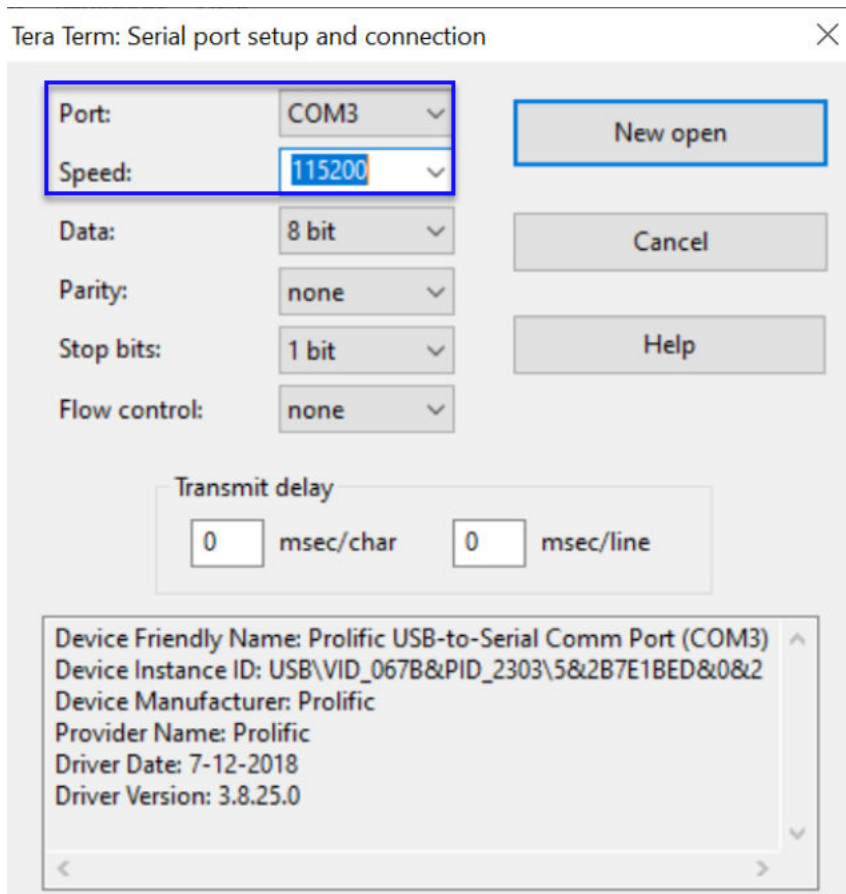 Tera Term: Serial port setup and connection
Port: COM3
New open
Speed: 115200
Data: 8 bit
Cancel
Parity: none
Stop bits: 1 bit
Help
Flow control: none
Transmit delay
0 msec/char 0 msec/line
Device Friendly Name: Prolific USB-to-Serial Comm Port (COM3)
Device Instance ID: USB\VID_067B&PID_2303\5&2B7E1BED&0&2
Device Manufacturer: Prolific
Provider Name: Prolific
Driver Date: 7-12-2018
Driver Version: 3.8.25.0